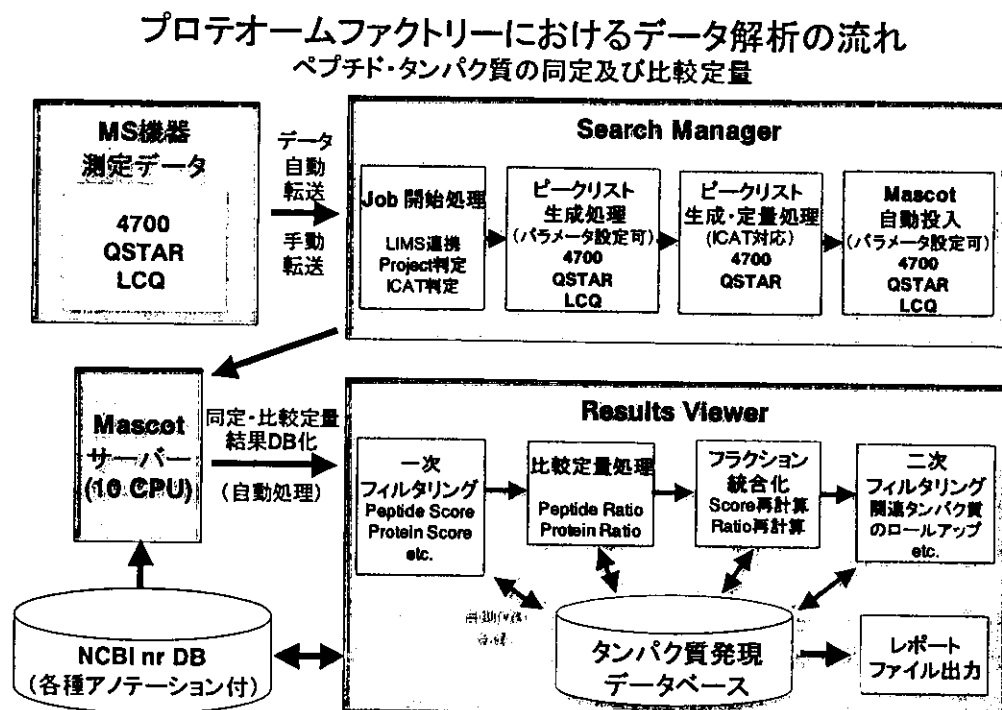 プロテオームファクトリーにおけるデータ解析の流れ
ペプチド・タンパク質の同定及び比較定量
MS機器
測定データ
4700
QSTAR
LCQ
データ
自動
転送
手動
転送
Search Manager
Job 開始処理
LIMS連携
Project判定
ICAT判定
ピークリスト
生成処理
(パラメータ設定可)
4700
QSTAR
LCQ
ピークリスト
生成・定量処理
(ICAT対応)
4700
QSTAR
Mascot
自動投入
(パラメータ設定可)
4700
QSTAR
LCQ
Mascot
サーバー
(10 CPU)
同定・比較定量
結果DB化
(自動処理)
Results Viewer
一次
フィルタリング
Peptide Score
Protein Score
etc.
比較定量処理
Peptide Ratio
Protein Ratio
フラクション
統合化
Score再計算
Ratio再計算
二次
フィルタリング
関連タンパク質
のロールアップ
etc.
NCBI nr DB
(各種アノテーション付)
タンパク質発現
データベース
レポート
ファイル出力